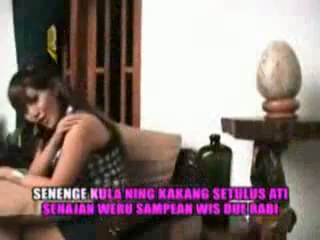 SENENGE KULA NING KAKANG SETULUS ATI
SENAJAN WERU SAMPEAN WIS DUE RABI